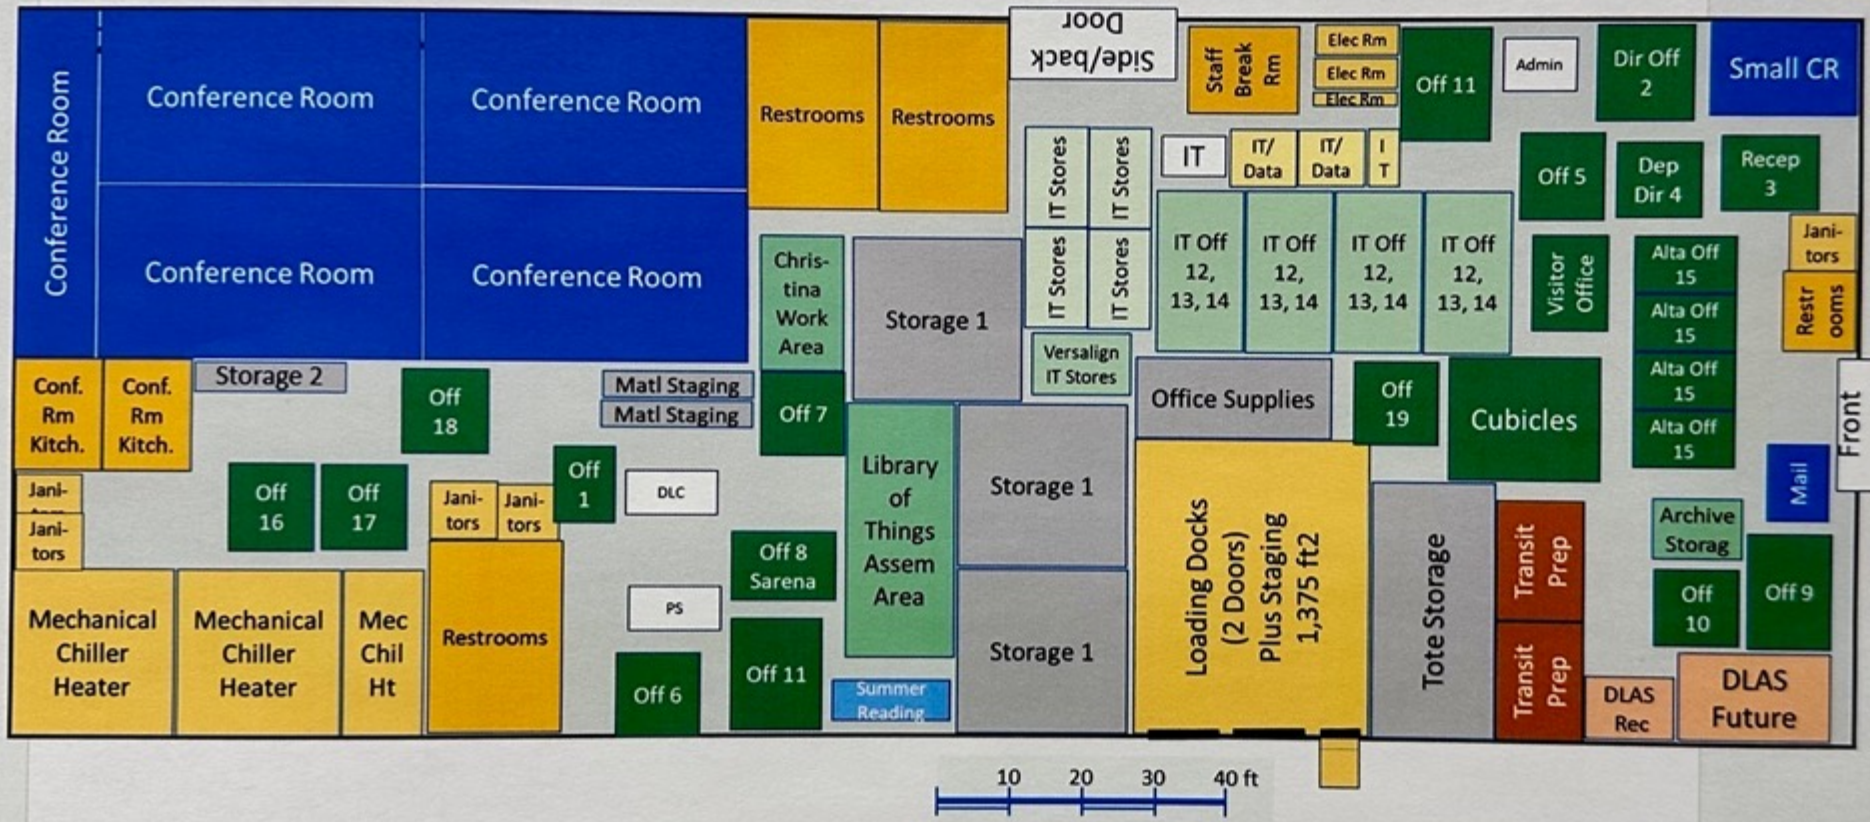 Conference Room
Conference Room
Conference Room
Conference Room
Conference Room
Restrooms
Restrooms
Side/back
Door
Staff
Break
Rm
Elec Rm
Elec Rm
Elec Rm
Off 11
Admin
Dir Off
2
Small CR
IT Stores
IT Stores
IT Stores
IT Stores
IT
IT/
Data
IT/
Data
I
T
Off 5
Dep
Dir 4
Recep
3
Chris-
tina
Work
Area
Storage 1
IT Off
12,
13, 14
IT Off
12,
13, 14
IT Off
12,
13, 14
IT Off
12,
13, 14
Visitor
Office
Alta Off
15
Alta Off
15
Alta Off
15
Alta Off
15
Jani-
tors
Restr
ooms
Versalign
IT Stores
Conf.
Rm
Kitch.
Conf.
Rm
Kitch.
Storage 2
Off
18
Matl Staging
Matl Staging
Off 7
Office Supplies
Off
19
Cubicles
Front
Jani-
tors
Jani-
tors
Off
16
Off
17
Jani-
tors
Jani-
tors
Off
1
DLC
Library
of
Things
Assem
Area
Storage 1
Loading Docks
(2 Doors)
Plus Staging
1,375 ft2
Tote Storage
Transit
Prep
Mail
Archive
Storag
Off 8
Sarena
Mechanical
Chiller
Heater
Mechanical
Chiller
Heater
Mec
Chil
Ht
Restrooms
PS
Off 6
Off 11
Summer
Reading
Storage 1
Transit
Prep
Off
10
Off 9
DLAS
Rec
DLAS
Future
10 20 30 40 ft